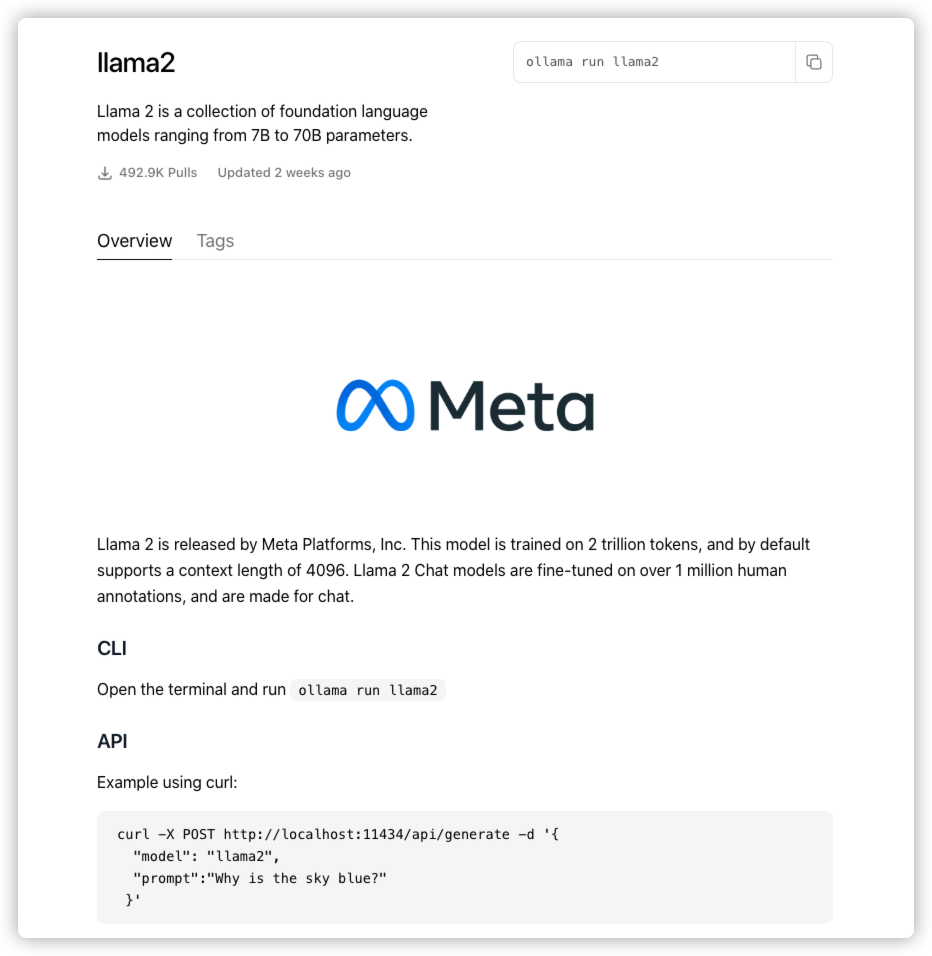 llama2
ollama run llama2
Llama 2 is a collection of foundation language
models ranging from 7B to 70B parameters.
492.9K Pulls Updated 2 weeks ago
Overview Tags
Meta
Llama 2 is released by Meta Platforms, Inc. This model is trained on 2 trillion tokens, and by default
supports a context length of 4096. Llama 2 Chat models are fine-tuned on over 1 million human
annotations, and are made for chat.
CLI
Open the terminal and run ollama run llama2
API
Example using curl:
curl -X POST http://localhost:11434/api/generate -d '{
  "model": "llama2",
  "prompt":"Why is the sky blue?"
 }'